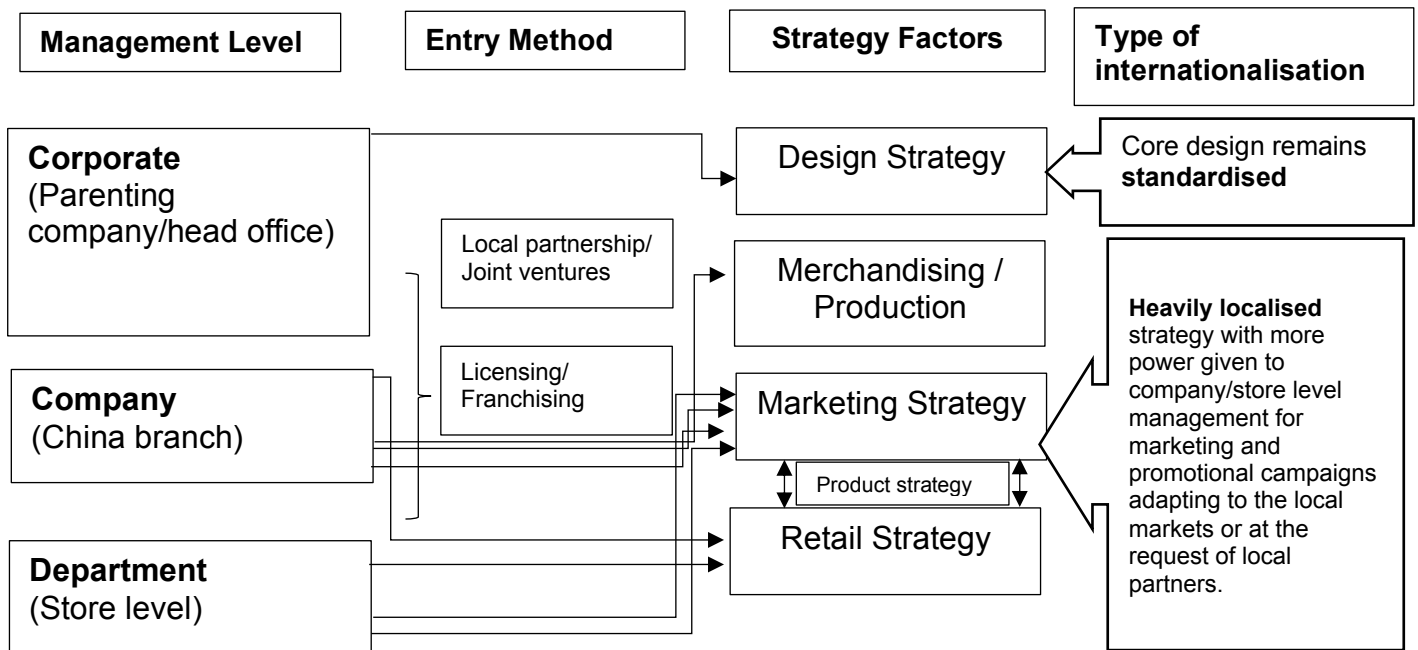 Management Level
Entry Method
Strategy Factors
Type of
internationalisation
Corporate
(Parenting
company/head office)
Local partnership/
Joint ventures
Design Strategy
Core design remains
standardised
Merchandising /
Production
Company
(China branch)
Licensing/
Franchising
Marketing Strategy
Heavily localised
strategy with more
power given to
company/store level
management for
marketing and
promotional campaigns
adapting to the local
markets or at the
request of local
partners.
Product strategy
Department
(Store level)
Retail Strategy